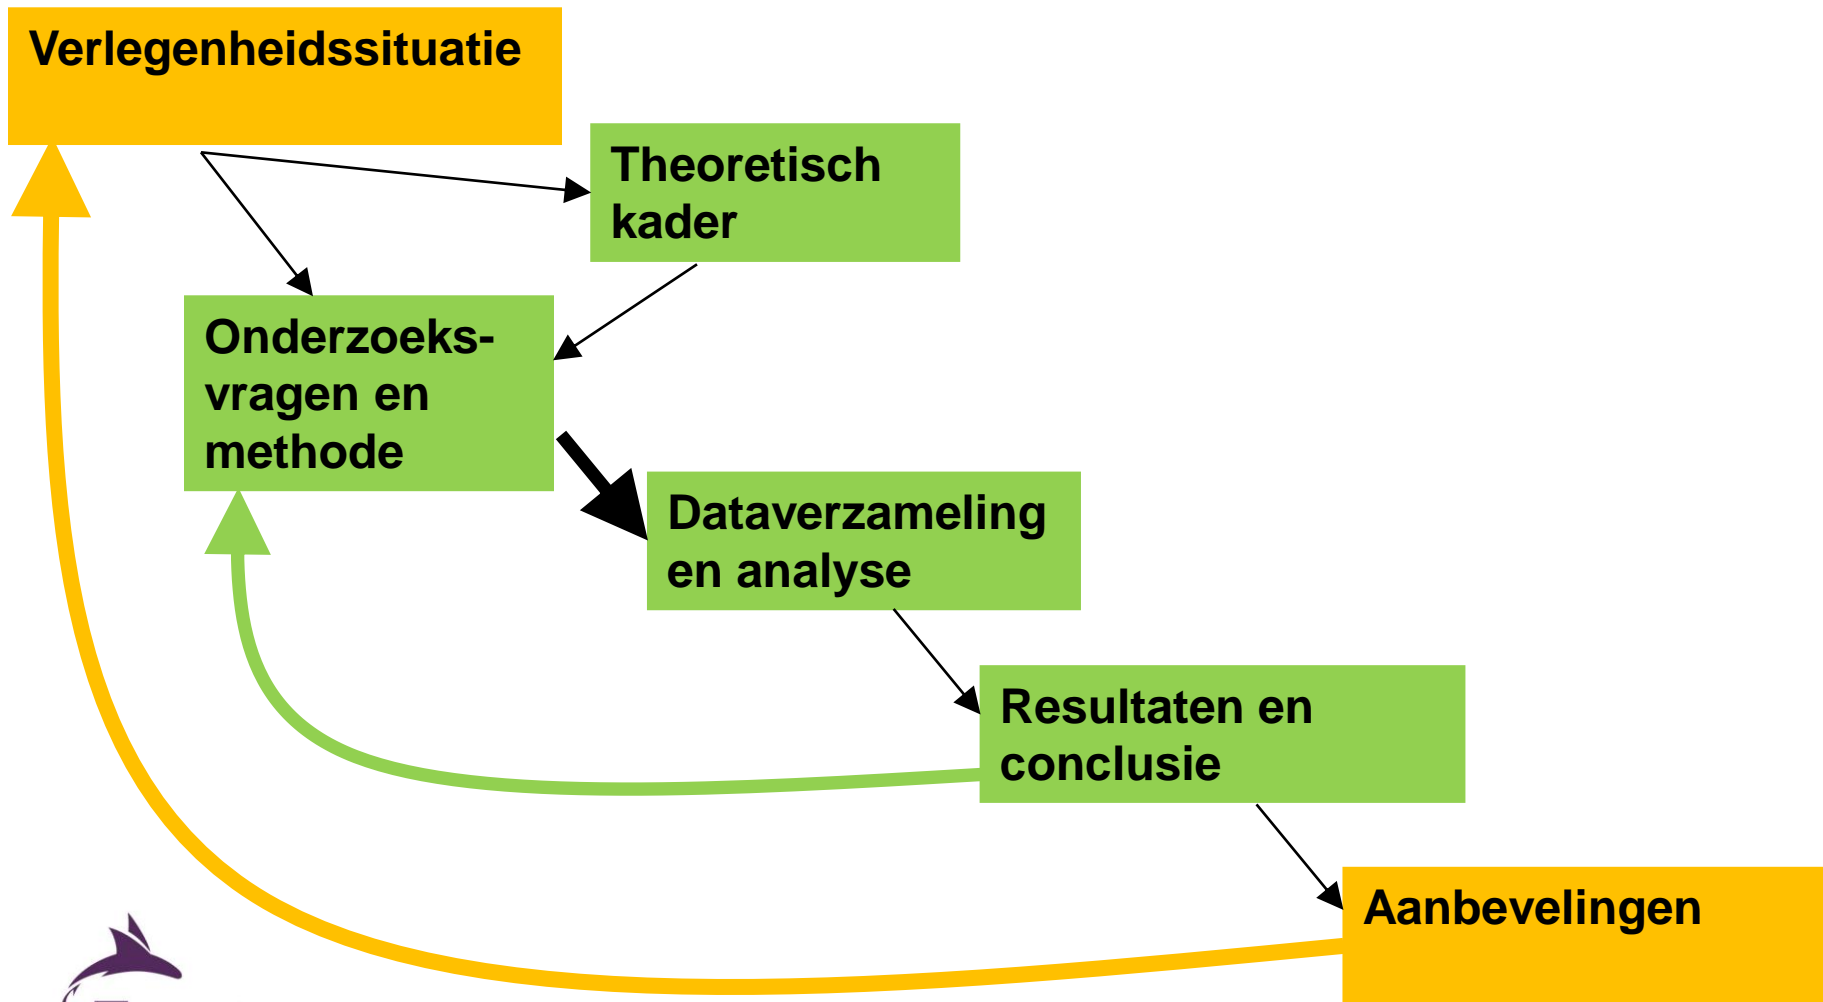 Verlegenheidssituatie
Theoretisch
kader
Onderzoeks-
vragen en
methode
Dataverzameling
en analyse
Resultaten en
conclusie
Aanbevelingen